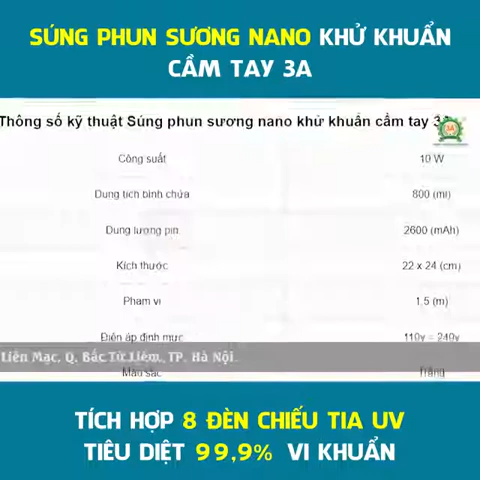 SÚNG PHUN SƯƠNG NANO KHỬ KHUẨN
CẦM TAY 3A
Thông số kỹ thuật Súng phun sương nano khử khuẩn cầm tay 3A
Công suất 10 W
Dung tích bình chứa 800 (ml)
Dung lượng pin 2600 (mAh)
Kích thước 22 x 24 (cm)
Phạm vi 1.5 (m)
Điện áp định mức 110v – 240v
Liên Mạc, Q. Bắc Từ Liêm, TP. Hà Nội.
Màu sắc Trắng
TÍCH HỢP 8 ĐÈN CHIẾU TIA UV
TIÊU DIỆT 99,9% VI KHUẨN